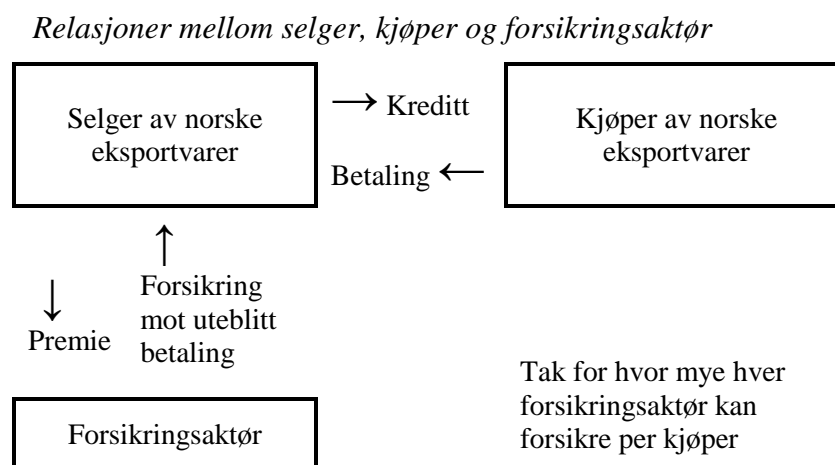 Relasjoner mellom selger, kjøper og forsikringsaktør
Selger av norske
eksportvarer
→ Kreditt
Betaling ←
Kjøper av norske
eksportvarer
↓
Premie
↑
Forsikring
mot uteblitt
betaling
Forsikringsaktør
Tak for hvor mye hver
forsikringsaktør kan
forsikre per kjøper